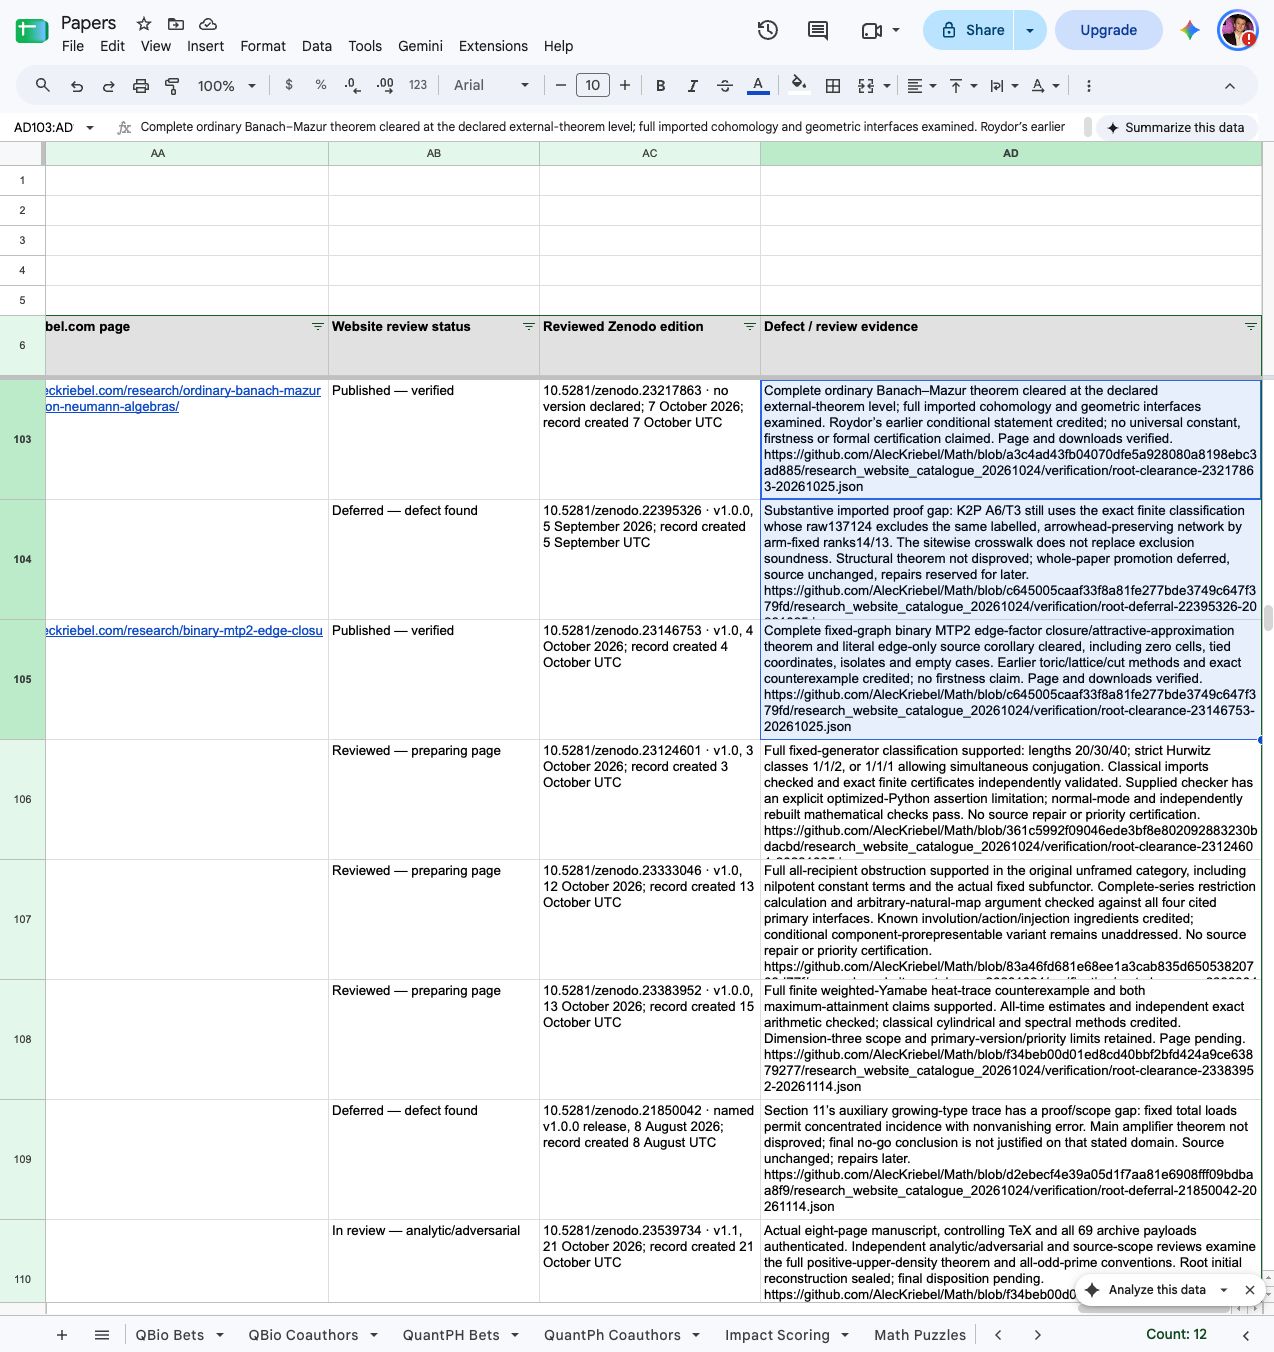 Papers
File Edit View Insert Format Data Tools Gemini Extensions Help
Share
Upgrade
100% $ % .0 .00 123 Arial 10 B I S A
AD103:AD
fx Complete ordinary Banach–Mazur theorem cleared at the declared external-theorem level; full imported cohomology and geometric interfaces examined. Roydor’s earlier
Summarize this data
AA AB AC AD
1
2
3
4
5
6
bel.com page
Website review status
Reviewed Zenodo edition
Defect / review evidence
103
eckriebel.com/research/ordinary-banach-mazur
on-neumann-algebras/
Published — verified
10.5281/zenodo.23217863 · no
version declared; 7 October 2026;
record created 7 October UTC
Complete ordinary Banach–Mazur theorem cleared at the declared
external-theorem level; full imported cohomology and geometric interfaces
examined. Roydor’s earlier conditional statement credited; no universal constant,
firstness or formal certification claimed. Page and downloads verified.
https://github.com/AlecKriebel/Math/blob/a3c4ad43fb04070dfe5a928080a8198ebc3
ad885/research_website_catalogue_20261024/verification/root-clearance-2321786
3-20261025.json
104
Deferred — defect found
10.5281/zenodo.22395326 · v1.0.0,
5 September 2026; record created
5 September UTC
Substantive imported proof gap: K2P A6/T3 still uses the exact finite classification
whose raw137124 excludes the same labelled, arrowhead-preserving network by
arm-fixed ranks14/13. The sitewise crosswalk does not replace exclusion
soundness. Structural theorem not disproved; whole-paper promotion deferred,
source unchanged, repairs reserved for later.
https://github.com/AlecKriebel/Math/blob/c645005caaf33f8a81fe277bde3749c647f3
79fd/research_website_catalogue_20261024/verification/root-deferral-22395326-20
105
eckriebel.com/research/binary-mtp2-edge-closu
Published — verified
10.5281/zenodo.23146753 · v1.0, 4
October 2026; record created 4
October UTC
Complete fixed-graph binary MTP2 edge-factor closure/attractive-approximation
theorem and literal edge-only source corollary cleared, including zero cells, tied
coordinates, isolates and empty cases. Earlier toric/lattice/cut methods and exact
counterexample credited; no firstness claim. Page and downloads verified.
https://github.com/AlecKriebel/Math/blob/c645005caaf33f8a81fe277bde3749c647f3
79fd/research_website_catalogue_20261024/verification/root-clearance-23146753-
20261025.json
106
Reviewed — preparing page
10.5281/zenodo.23124601 · v1.0, 3
October 2026; record created 3
October UTC
Full fixed-generator classification supported: lengths 20/30/40; strict Hurwitz
classes 1/1/2, or 1/1/1 allowing simultaneous conjugation. Classical imports
checked and exact finite certificates independently validated. Supplied checker has
an explicit optimized-Python assertion limitation; normal-mode and independently
rebuilt mathematical checks pass. No source repair or priority certification.
https://github.com/AlecKriebel/Math/blob/361c5992f09046ede3bf8e802092883230b
dacbd/research_website_catalogue_20261024/verification/root-clearance-2312460
107
Reviewed — preparing page
10.5281/zenodo.23333046 · v1.0,
12 October 2026; record created 13
October UTC
Full all-recipient obstruction supported in the original unframed category, including
nilpotent constant terms and the actual fixed subfunctor. Complete-series restriction
calculation and arbitrary-natural-map argument checked against all four cited
primary interfaces. Known involution/action/injection ingredients credited;
conditional component-prorepresentable variant remains unaddressed. No source
repair or priority certification.
https://github.com/AlecKriebel/Math/blob/83a46fd681e68ee1a3cab835d650538207
108
Reviewed — preparing page
10.5281/zenodo.23383952 · v1.0.0,
13 October 2026; record created 15
October UTC
Full finite weighted-Yamabe heat-trace counterexample and both
maximum-attainment claims supported. All-time estimates and independent exact
arithmetic checked; classical cylindrical and spectral methods credited.
Dimension-three scope and primary-version/priority limits retained. Page pending.
https://github.com/AlecKriebel/Math/blob/f34beb00d01ed8cd40bbf2bfd424a9ce638
79277/research_website_catalogue_20261024/verification/root-clearance-2338395
2-20261114.json
109
Deferred — defect found
10.5281/zenodo.21850042 · named
v1.0.0 release, 8 August 2026;
record created 8 August UTC
Section 11’s auxiliary growing-type trace has a proof/scope gap: fixed total loads
permit concentrated incidence with nonvanishing error. Main amplifier theorem not
disproved; final no-go conclusion is not justified on that stated domain. Source
unchanged; repairs later.
https://github.com/AlecKriebel/Math/blob/d2ebecf4e39a05d1f7aa81e6908fff09bdba
a8f9/research_website_catalogue_20261024/verification/root-deferral-21850042-20
261114.json
110
In review — analytic/adversarial
10.5281/zenodo.23539734 · v1.1,
21 October 2026; record created 21
October UTC
Actual eight-page manuscript, controlling TeX and all 69 archive payloads
authenticated. Independent analytic/adversarial and source-scope reviews examine
the full positive-upper-density theorem and all-odd-prime conventions. Root initial
reconstruction sealed; final disposition pending.
https://github.com/AlecKriebel/Math/blob/f34beb00d0
Analyze this data
QBio Bets QBio Coauthors QuantPH Bets QuantPh Coauthors Impact Scoring Math Puzzles
Count: 12